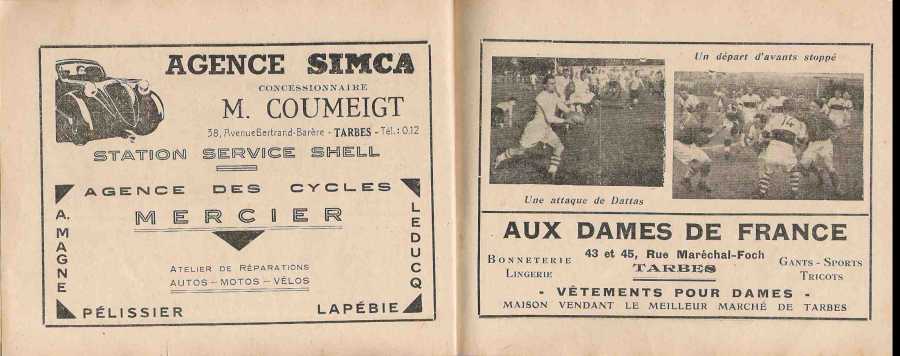 AGENCE SIMCA
CONCESSIONNAIRE
M. COUMEIGT
38, Avenue Bertrand-Barère - TARBES - Tél.: 0.12
STATION SERVICE SHELL
AGENCE DES CYCLES
MERCIER
A. MAGNE
LEDUCQ
ATELIER DE RÉPARATIONS
AUTOS - MOTOS - VÉLOS
PÉLISSIER
LAPÉBIE
Un départ d'avants stoppé
14
Une attaque de Dattas
AUX DAMES DE FRANCE
43 et 45, Rue Maréchal-Foch
TARBES
BONNETERIE
LINGERIE
GANTS - SPORTS
TRICOTS
- VÊTEMENTS POUR DAMES -
MAISON VENDANT LE MEILLEUR MARCHÉ DE TARBES